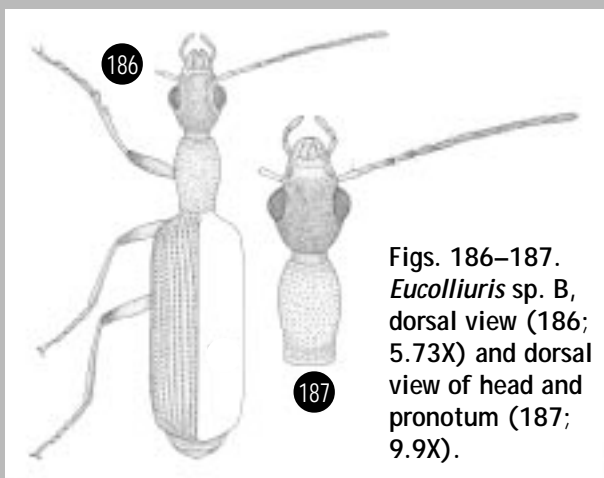 186
187
Figs. 186–187.
Eucolliuris sp. B,
dorsal view (186;
5.73X) and dorsal
view of head and
pronotum (187;
9.9X).